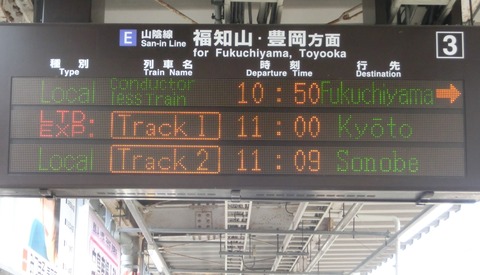 E 山陰線 福知山・豊岡方面
San-in Line for Fukuchiyama, Toyooka
3
種別 列車名 時刻 行先
Type Train Name Departure Time Destination
Local Conductor less Train 10:50 Fukuchiyama →
LTD. EXP: Track 1 11:00 Kyōto
Local Track 2 11:09 Sonobe